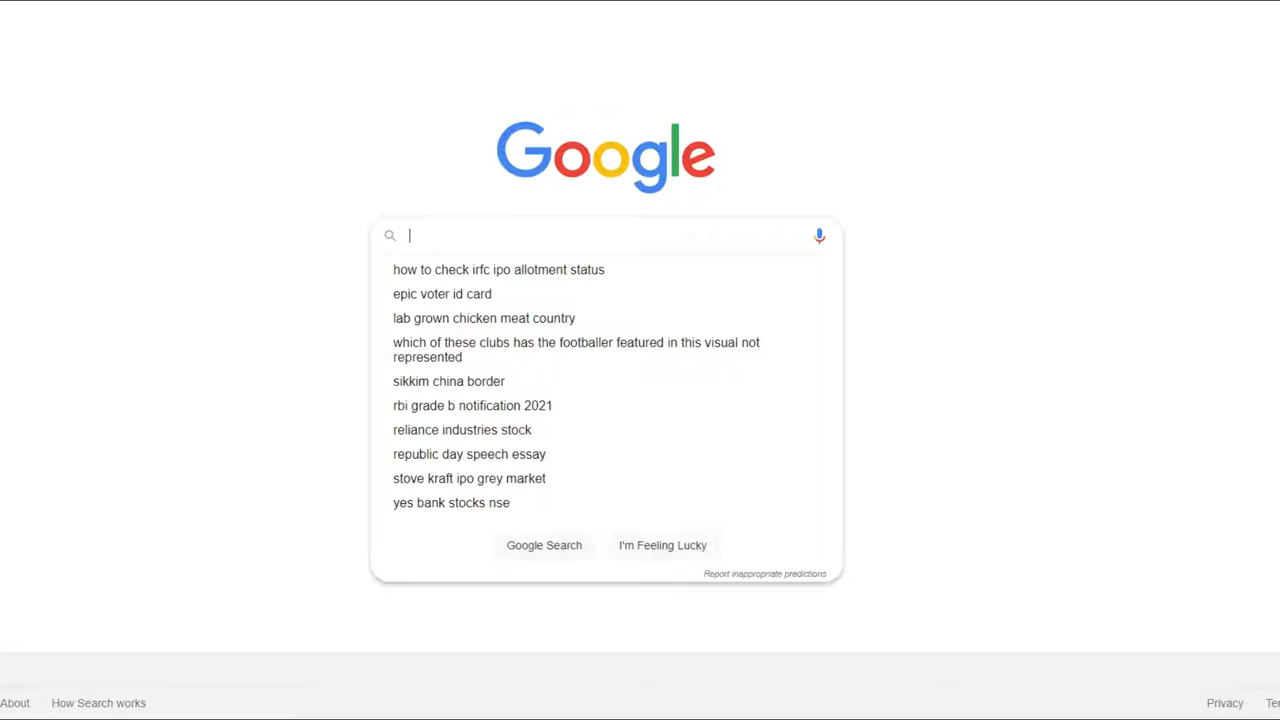 Google
how to check irfc ipo allotment status
epic voter id card
lab grown chicken meat country
which of these clubs has the footballer featured in this visual not
represented
sikkim china border
rbi grade b notification 2021
reliance industries stock
republic day speech essay
stove kraft ipo grey market
yes bank stocks nse
Google Search I'm Feeling Lucky
Report inappropriate predictions
About How Search works Privacy